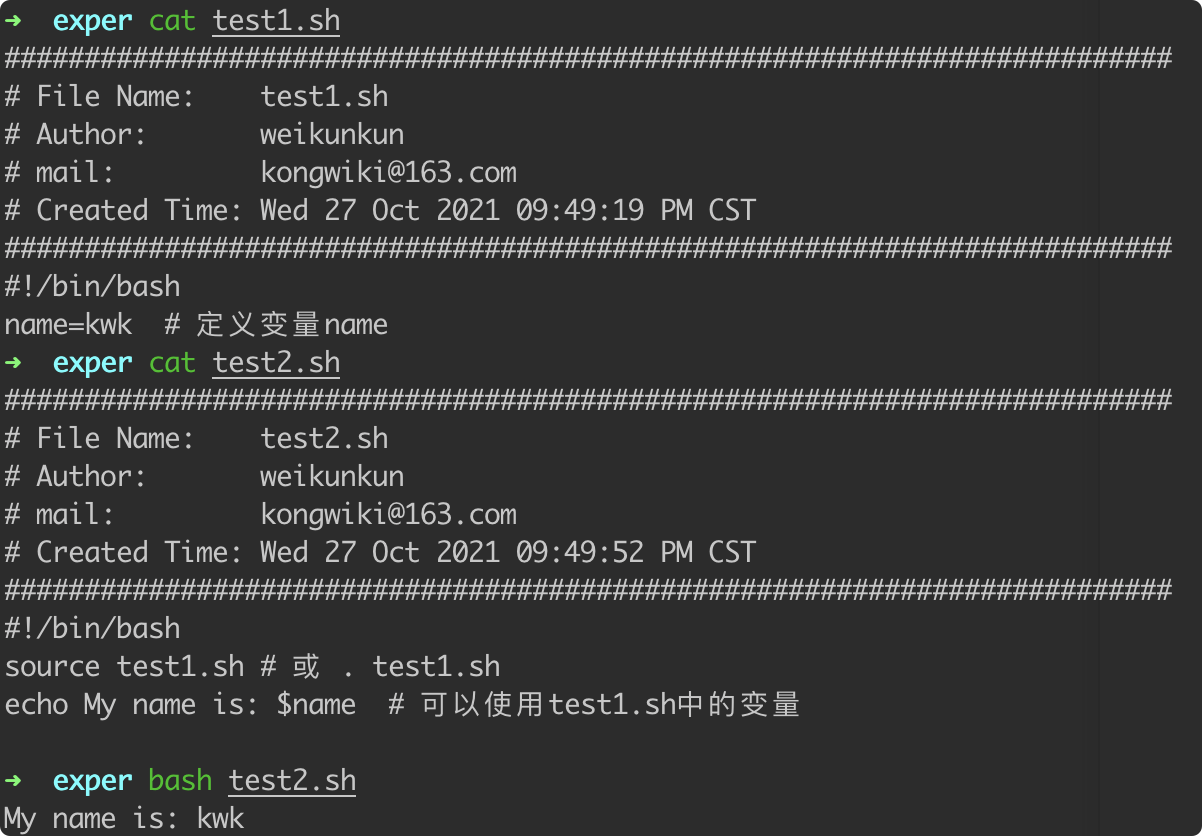 ➜  exper cat test1.sh
#########################################################################
# File Name:    test1.sh
# Author:       weikunkun
# mail:         kongwiki@163.com
# Created Time: Wed 27 Oct 2021 09:49:19 PM CST
#########################################################################
#!/bin/bash
name=kwk  # 定义变量name
➜  exper cat test2.sh
#########################################################################
# File Name:    test2.sh
# Author:       weikunkun
# mail:         kongwiki@163.com
# Created Time: Wed 27 Oct 2021 09:49:52 PM CST
#########################################################################
#!/bin/bash
source test1.sh # 或 . test1.sh
echo My name is: $name  # 可以使用test1.sh中的变量
➜  exper bash test2.sh
My name is: kwk